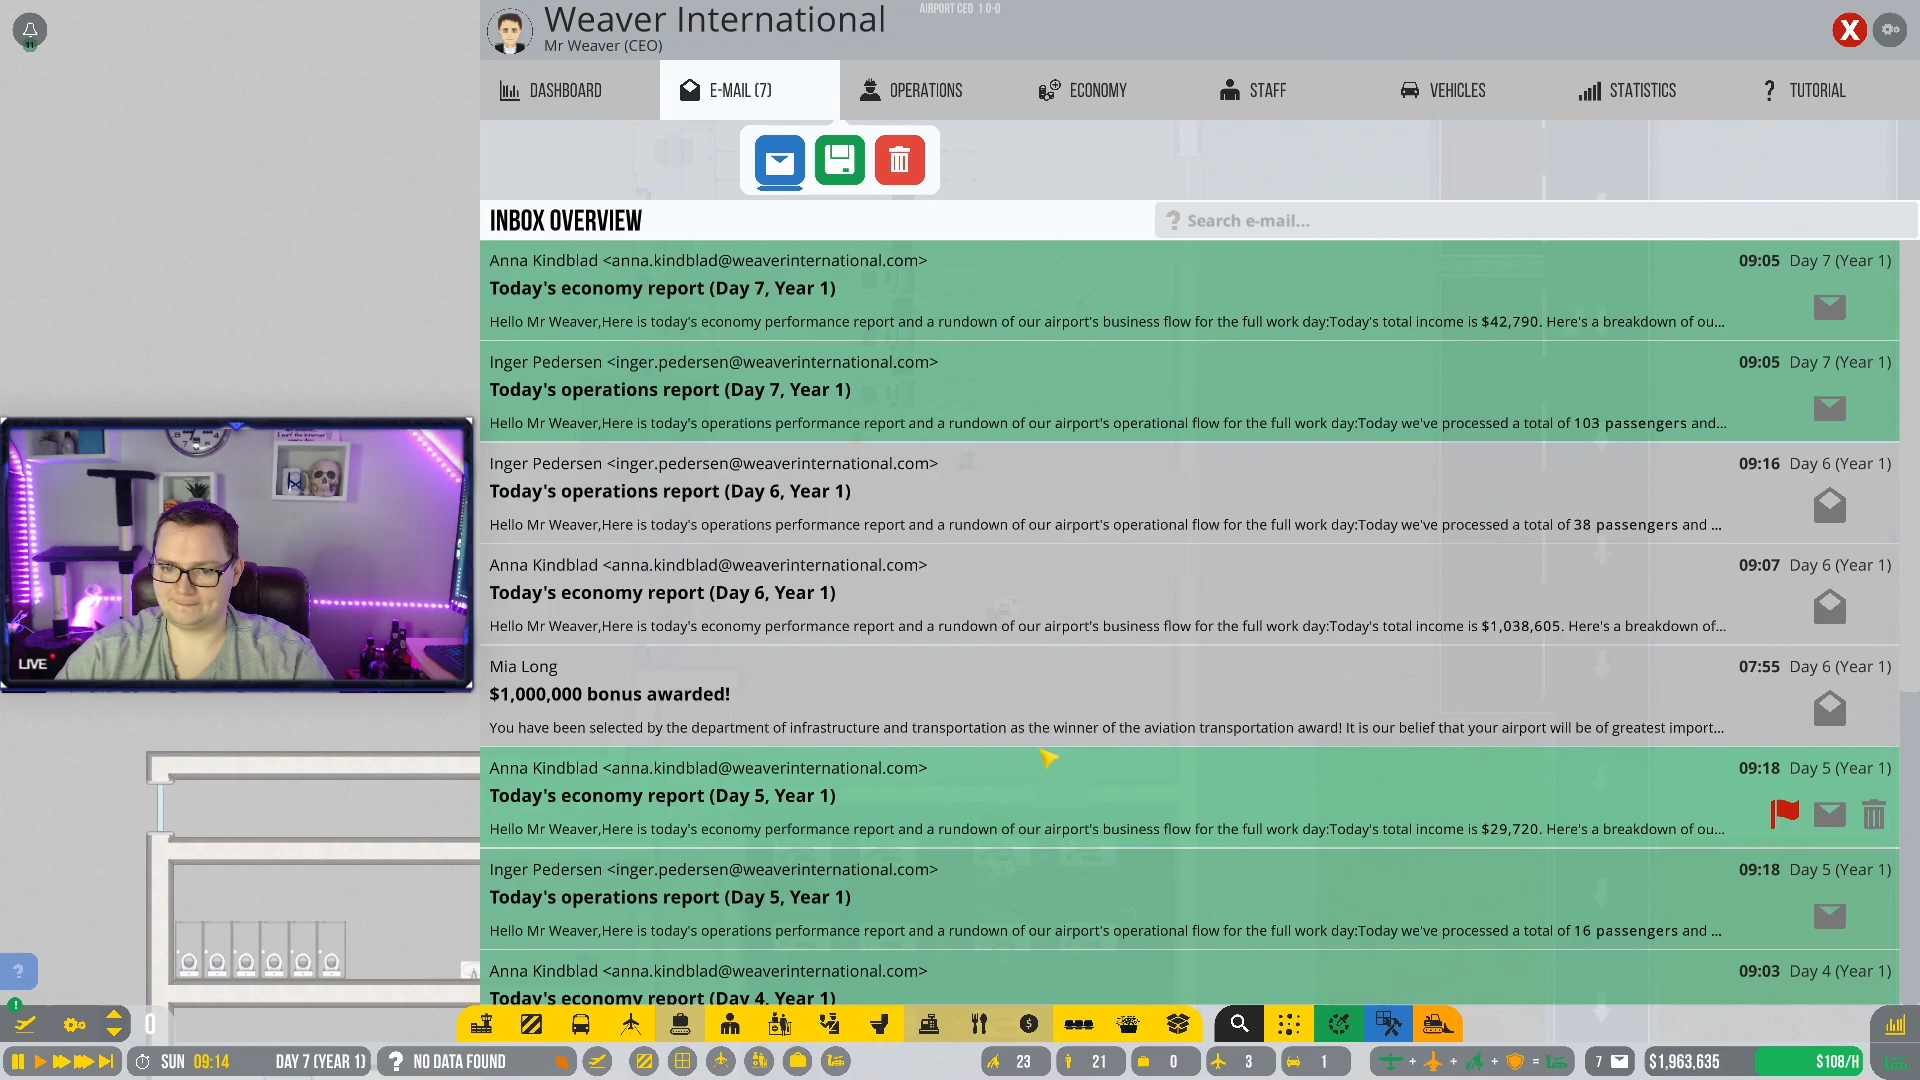 AIRPORT CEO 1.0-0
Weaver International
Mr Weaver (CEO)
X
DASHBOARD
E-MAIL (7)
OPERATIONS
ECONOMY
STAFF
VEHICLES
STATISTICS
? TUTORIAL
INBOX OVERVIEW
? Search e-mail...
Anna Kindblad <anna.kindblad@weaverinternational.com>
09:05 Day 7 (Year 1)
Today's economy report (Day 7, Year 1)
Hello Mr Weaver,Here is today's economy performance report and a rundown of our airport's business flow for the full work day:Today's total income is $42,790. Here's a breakdown of ou...
Inger Pedersen <inger.pedersen@weaverinternational.com>
09:05 Day 7 (Year 1)
Today's operations report (Day 7, Year 1)
Hello Mr Weaver,Here is today's operations performance report and a rundown of our airport's operational flow for the full work day:Today we've processed a total of 103 passengers and...
Inger Pedersen <inger.pedersen@weaverinternational.com>
09:16 Day 6 (Year 1)
Today's operations report (Day 6, Year 1)
Hello Mr Weaver,Here is today's operations performance report and a rundown of our airport's operational flow for the full work day:Today we've processed a total of 38 passengers and ...
Anna Kindblad <anna.kindblad@weaverinternational.com>
09:07 Day 6 (Year 1)
Today's economy report (Day 6, Year 1)
Hello Mr Weaver,Here is today's economy performance report and a rundown of our airport's business flow for the full work day:Today's total income is $1,038,605. Here's a breakdown of...
Mia Long
07:55 Day 6 (Year 1)
$1,000,000 bonus awarded!
You have been selected by the department of infrastructure and transportation as the winner of the aviation transportation award! It is our belief that your airport will be of greatest import...
Anna Kindblad <anna.kindblad@weaverinternational.com>
09:18 Day 5 (Year 1)
Today's economy report (Day 5, Year 1)
Hello Mr Weaver,Here is today's economy performance report and a rundown of our airport's business flow for the full work day:Today's total income is $29,720. Here's a breakdown of ou...
Inger Pedersen <inger.pedersen@weaverinternational.com>
09:18 Day 5 (Year 1)
Today's operations report (Day 5, Year 1)
Hello Mr Weaver,Here is today's operations performance report and a rundown of our airport's operational flow for the full work day:Today we've processed a total of 16 passengers and ...
Anna Kindblad <anna.kindblad@weaverinternational.com>
09:03 Day 4 (Year 1)
Today's economy report (Day 4, Year 1)
LIVE
?
0
SUN 09:14 DAY 7 (YEAR 1)
? NO DATA FOUND
23
21
0
3
1
+ + + =
7
$1,963,635
$108/H